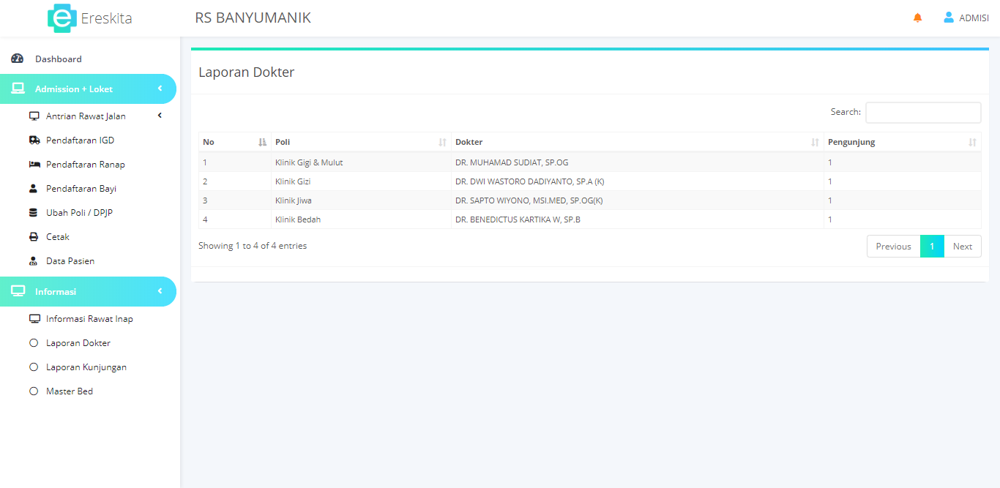 e Ereskita
RS BANYUMANIK
ADMISI
Dashboard
Admission + Loket
Antrian Rawat Jalan
Pendaftaran IGD
Pendaftaran Ranap
Pendaftaran Bayi
Ubah Poli / DPJP
Cetak
Data Pasien
Informasi
Informasi Rawat Inap
Laporan Dokter
Laporan Kunjungan
Master Bed
Laporan Dokter
Search:
No Poli Dokter Pengunjung
1 Klinik Gigi & Mulut DR. MUHAMAD SUDIAT, SP.OG 1
2 Klinik Gizi DR. DWI WASTORO DADIYANTO, SP.A (K) 1
3 Klinik Jiwa DR. SAPTO WIYONO, MSI.MED, SP.OG(K) 1
4 Klinik Bedah DR. BENEDICTUS KARTIKA W, SP.B 1
Showing 1 to 4 of 4 entries
Previous 1 Next